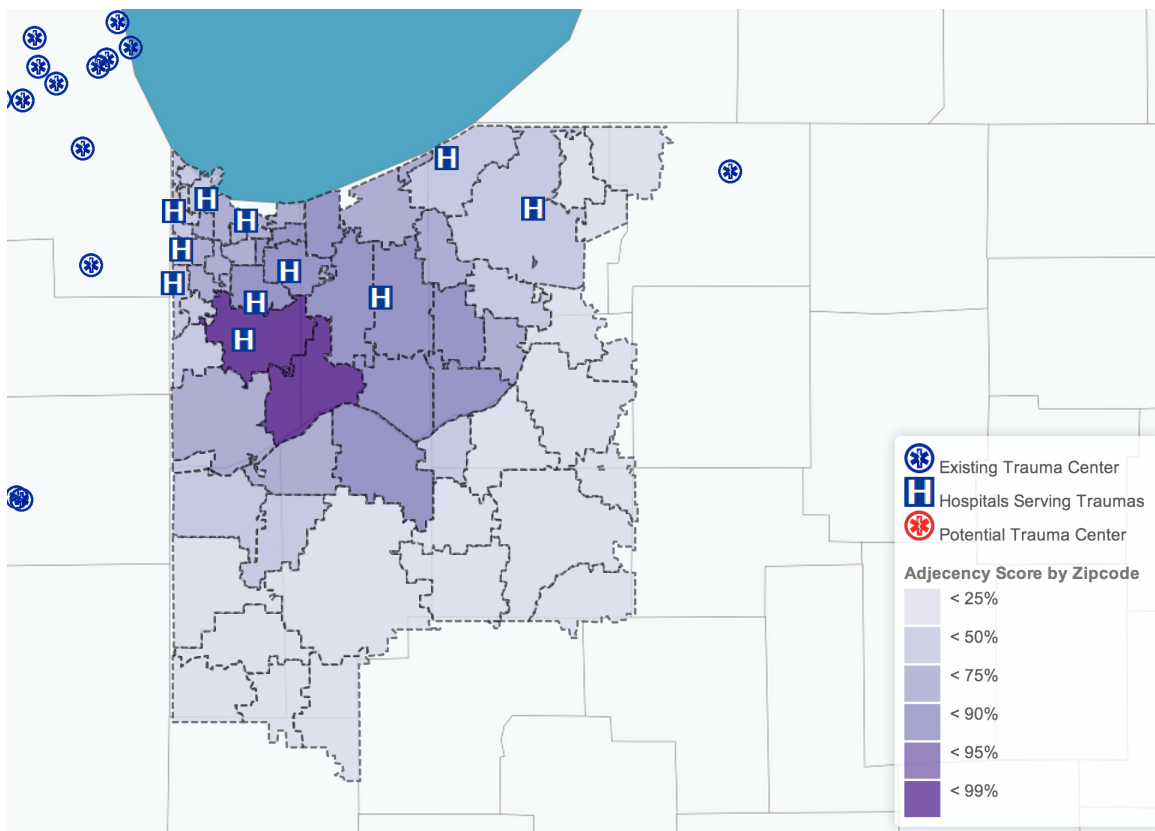 H
H
H
H
H
H
H
H
H
H
H
Existing Trauma Center
H Hospitals Serving Traumas
Potential Trauma Center
Adjecency Score by Zipcode
< 25%
< 50%
< 75%
< 90%
< 95%
< 99%